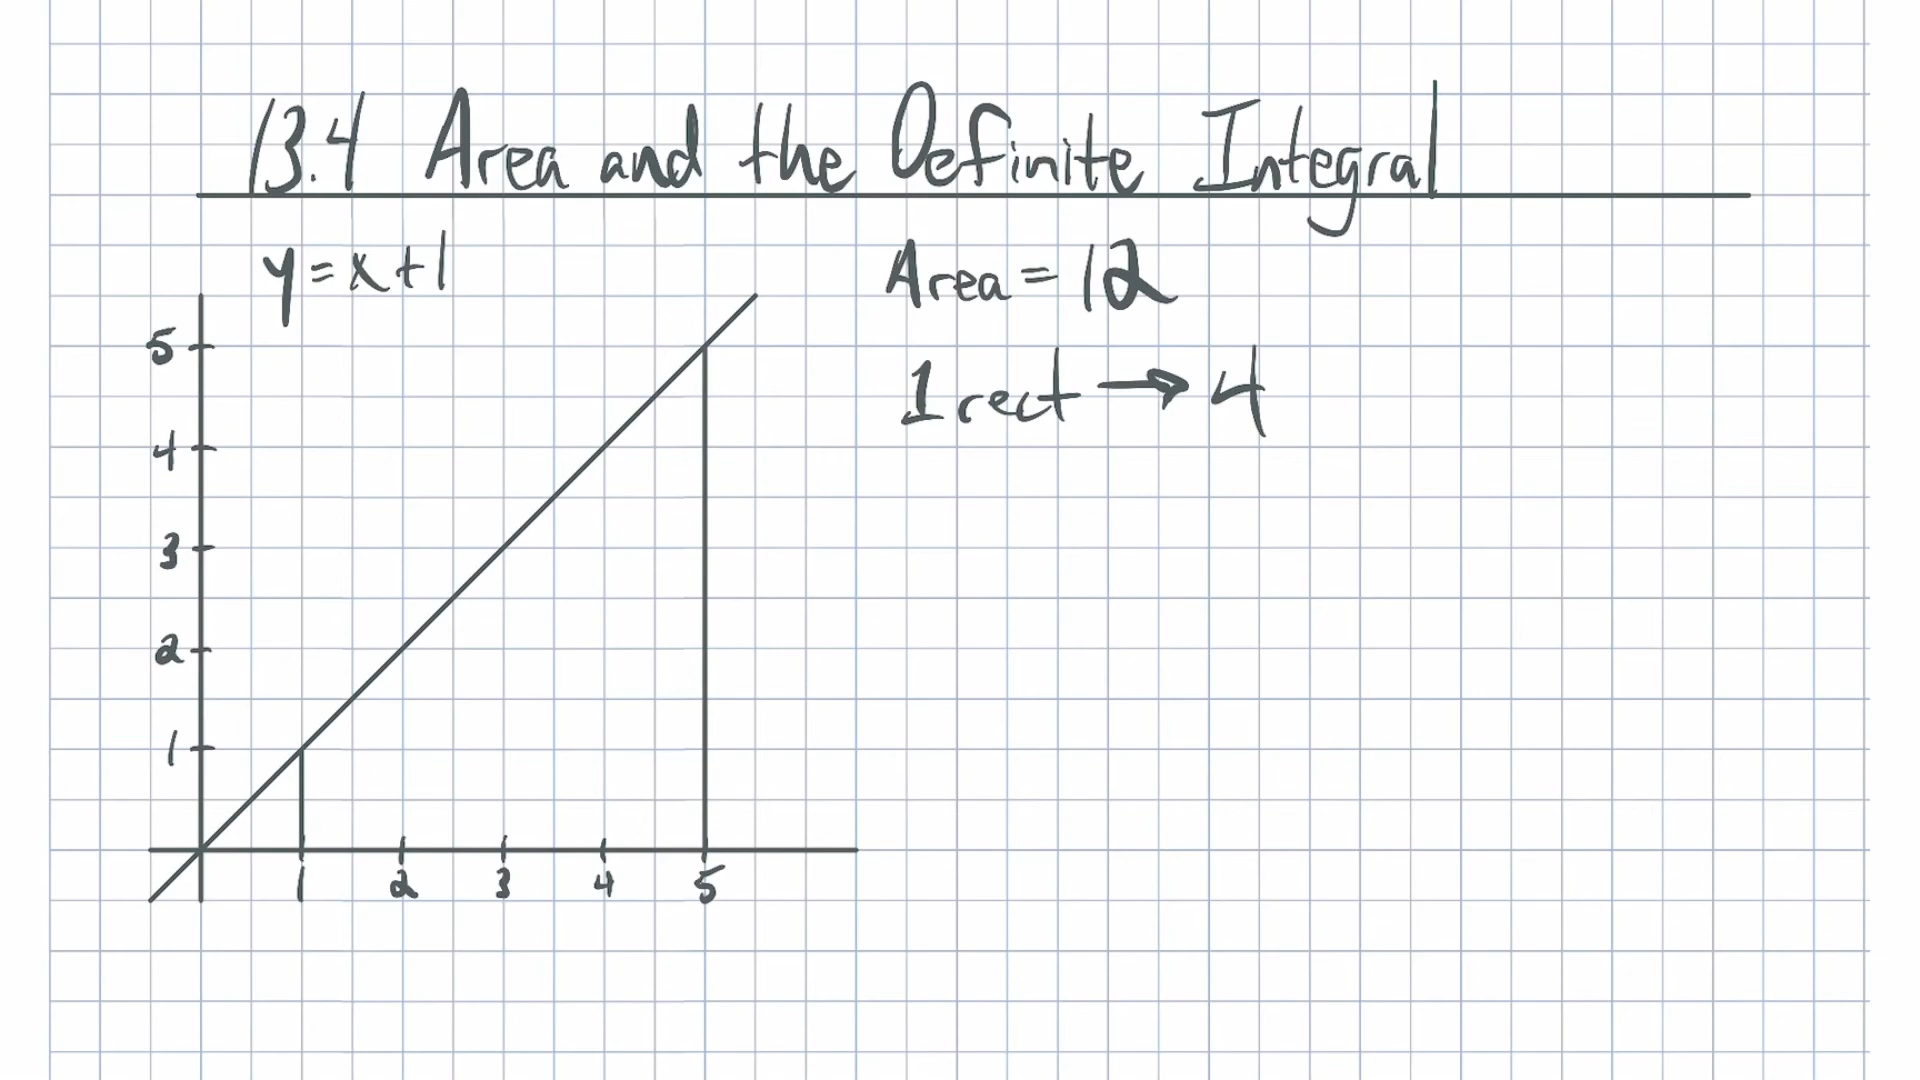 13.4 Area and the Definite Integral
y=x+1
Area = 12
1 rect → 4
5
4
3
2
1
1 2 3 4 5